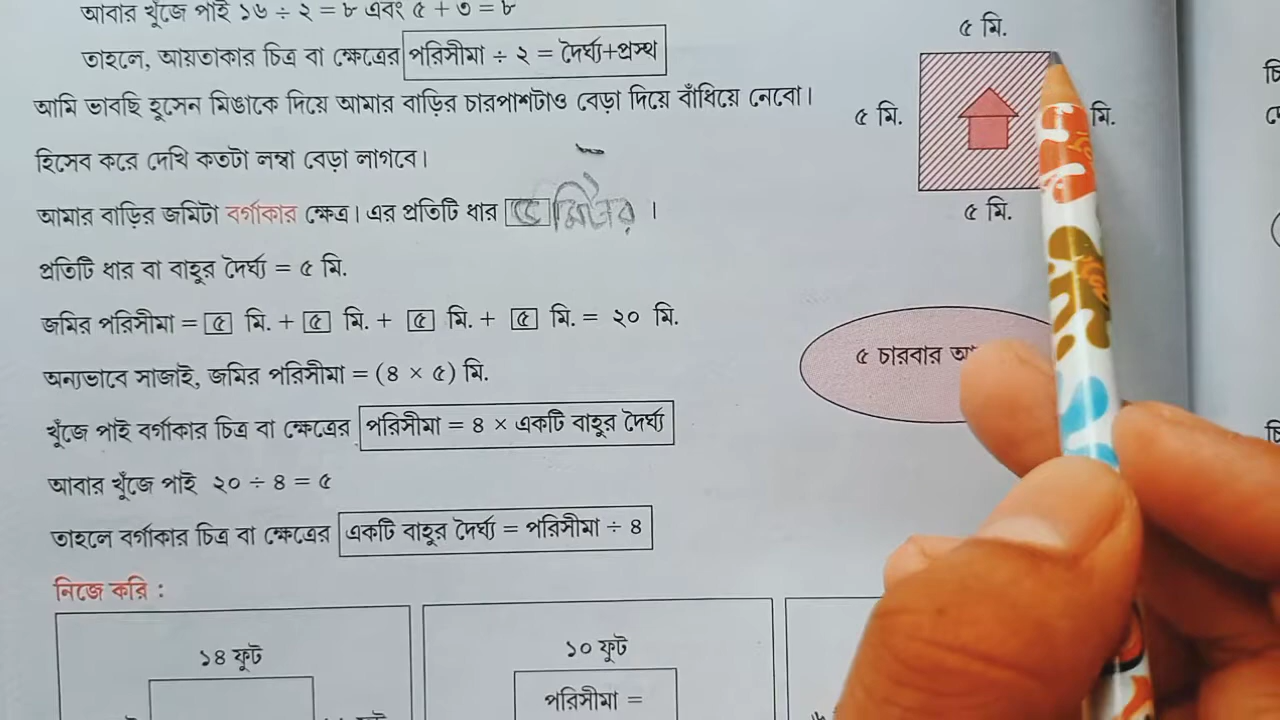 আবার খুঁজে পাই ১৬ ÷ ২ = ৮ এবং ৫ + ৩ = ৮
তাহলে, আয়তাকার চিত্র বা ক্ষেত্রের পরিসীমা ÷ ২ = দৈর্ঘ্য+প্রস্থ
আমি ভাবছি হুসেন মিঙাকে দিয়ে আমার বাড়ির চারপাশটাও বেড়া দিয়ে বাঁধিয়ে নেবো।
হিসেব করে দেখি কতটা লম্বা বেড়া লাগবে।
আমার বাড়ির জমিটা বর্গাকার ক্ষেত্র। এর প্রতিটি ধার ৫ মিটার ।
প্রতিটি ধার বা বাহুর দৈর্ঘ্য = ৫ মি.
জমির পরিসীমা = ৫ মি. + ৫ মি. + ৫ মি. + ৫ মি. = ২০ মি.
অন্যভাবে সাজাই, জমির পরিসীমা = (৪ × ৫) মি.
খুঁজে পাই বর্গাকার চিত্র বা ক্ষেত্রের পরিসীমা = ৪ × একটি বাহুর দৈর্ঘ্য
আবার খুঁজে পাই ২০ ÷ ৪ = ৫
তাহলে বর্গাকার চিত্র বা ক্ষেত্রের একটি বাহুর দৈর্ঘ্য = পরিসীমা ÷ ৪
৫ মি.
৫ মি.
মি.
৫ মি.
৫ চারবার
নিজে করি :
১৪ ফুট
১০ ফুট
পরিসীমা =